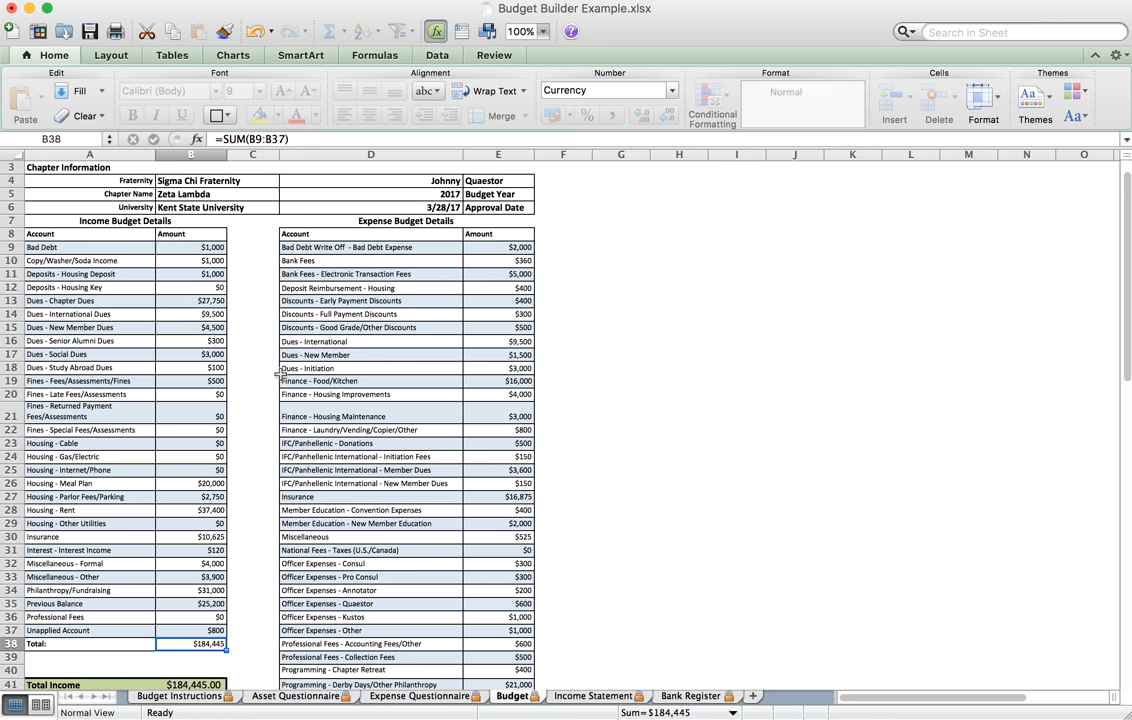 Budget Builder Example.xlsx
100%
Search in Sheet
Home Layout Tables Charts SmartArt Formulas Data Review
Edit Font Alignment Number Format Cells Themes
Paste Fill Clear Calibri (Body) 9 abc Wrap Text Merge Currency Conditional Formatting Normal Insert Delete Format Themes Aa
B38 fx =SUM(B9:B37)
A B C D E F G H I J K L M N O
3 Chapter Information
4 Fraternity Sigma Chi Fraternity Johnny Quaestor
5 Chapter Name Zeta Lambda 2017 Budget Year
6 University Kent State University 3/28/17 Approval Date
7 Income Budget Details Expense Budget Details
8 Account Amount Account Amount
9 Bad Debt $1,000 Bad Debt Write Off - Bad Debt Expense $2,000
10 Copy/Washer/Soda Income $1,000 Bank Fees $360
11 Deposits - Housing Deposit $1,000 Bank Fees - Electronic Transaction Fees $5,000
12 Deposits - Housing Key $0 Deposit Reimbursement - Housing $400
13 Dues - Chapter Dues $27,750 Discounts - Early Payment Discounts $400
14 Dues - International Dues $9,500 Discounts - Full Payment Discounts $300
15 Dues - New Member Dues $4,500 Discounts - Good Grade/Other Discounts $500
16 Dues - Senior Alumni Dues $300 Dues - International $9,500
17 Dues - Social Dues $3,000 Dues - New Member $1,500
18 Dues - Study Abroad Dues $100 Dues - Initiation $3,000
19 Fines - Fees/Assessments/Fines $500 Finance - Food/Kitchen $16,000
20 Fines - Late Fees/Assessments $0 Finance - Housing Improvements $4,000
21 Fines - Returned Payment Fees/Assessments $0 Finance - Housing Maintenance $3,000
22 Fines - Special Fees/Assessments $0 Finance - Laundry/Vending/Copier/Other $800
23 Housing - Cable $0 IFC/Panhellenic - Donations $500
24 Housing - Gas/Electric $0 IFC/Panhellenic International - Initiation Fees $150
25 Housing - Internet/Phone $0 IFC/Panhellenic International - Member Dues $3,600
26 Housing - Meal Plan $20,000 IFC/Panhellenic International - New Member Dues $150
27 Housing - Parlor Fees/Parking $2,750 Insurance $16,875
28 Housing - Rent $37,400 Member Education - Convention Expenses $400
29 Housing - Other Utilities $0 Member Education - New Member Education $2,000
30 Insurance $10,625 Miscellaneous $525
31 Interest - Interest Income $120 National Fees - Taxes (U.S./Canada) $0
32 Miscellaneous - Formal $4,000 Officer Expenses - Consul $300
33 Miscellaneous - Other $3,900 Officer Expenses - Pro Consul $300
34 Philanthropy/Fundraising $31,000 Officer Expenses - Annotator $200
35 Previous Balance $25,200 Officer Expenses - Quaestor $600
36 Professional Fees $0 Officer Expenses - Kustos $1,000
37 Unapplied Account $800 Officer Expenses - Other $1,000
38 Total: $184,445 Professional Fees - Accounting Fees/Other $600
39 Professional Fees - Collection Fees $500
40 Programming - Chapter Retreat $400
41 Total Income $184,445.00 Programming - Derby Days/Other Philanthropy $21,000
Budget Instructions Asset Questionnaire Expense Questionnaire Budget Income Statement Bank Register +
Normal View Ready Sum=$184,445